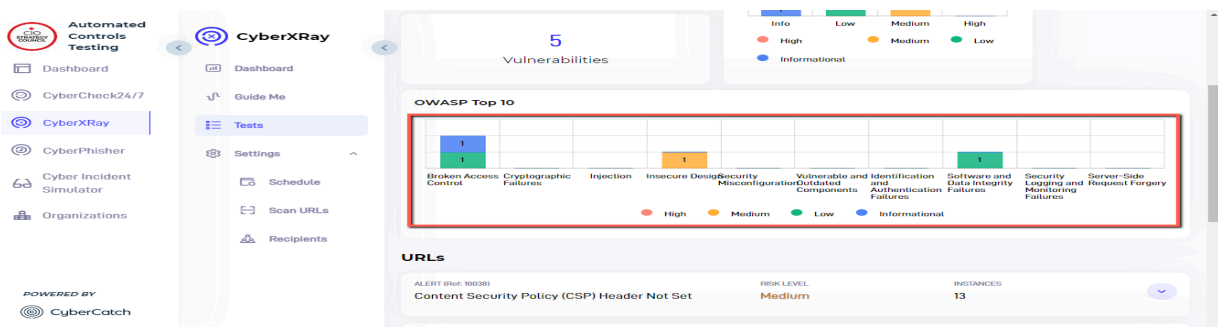 CIO
STRATEGY
COUNCIL
Automated
Controls
Testing
Dashboard
CyberCheck24/7
CyberXRay
CyberPhisher
Cyber Incident
Simulator
Organizations
POWERED BY
CyberCatch
CyberXRay
Dashboard
Guide Me
Tests
Settings
Schedule
Scan URLs
Recipients
5
Vulnerabilities
Info Low Medium High
High Medium Low
Informational
OWASP Top 10
1
1 1 1
Broken Access Control
Cryptographic Failures
Injection
Insecure Design
Security Misconfiguration
Vulnerable and Outdated Components
Identification and Authentication Failures
Software and Data Integrity Failures
Security Logging and Monitoring Failures
Server-Side Request Forgery
High Medium Low Informational
URLs
ALERT (Ref: 10038) RISK LEVEL INSTANCES
Content Security Policy (CSP) Header Not Set Medium 13